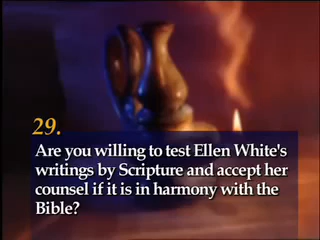 29.
Are you willing to test Ellen White's
writings by Scripture and accept her
counsel if it is in harmony with the
Bible?